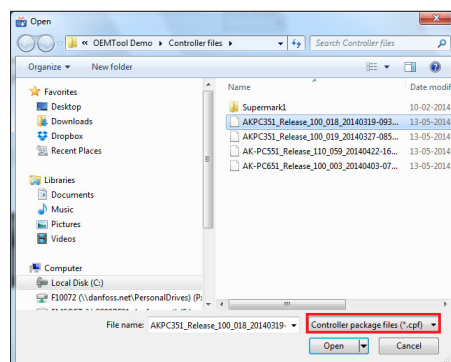 Open
« OEMTool Demo ▸ Controller files ▸
Search Controller files
Organize ▾ New folder
Favorites
Desktop
Downloads
Dropbox
Recent Places
Libraries
Documents
Music
Pictures
Videos
Computer
Local Disk (C:)
F10072 (\\danfoss.net\PersonalDrives) (P:
Name Date modif
Supermark1 10-02-2014
AKPC351_Release_100_018_20140319-093... 13-05-2014
AKPC351_Release_100_019_20140327-085... 13-05-2014
AK-PC551_Release_110_059_20140422-16... 13-05-2014
AK-PC651_Release_100_003_20140403-07... 13-05-2014
File name: AKPC351_Release_100_018_20140319- Controller package files (*.cpf)
Open Cancel